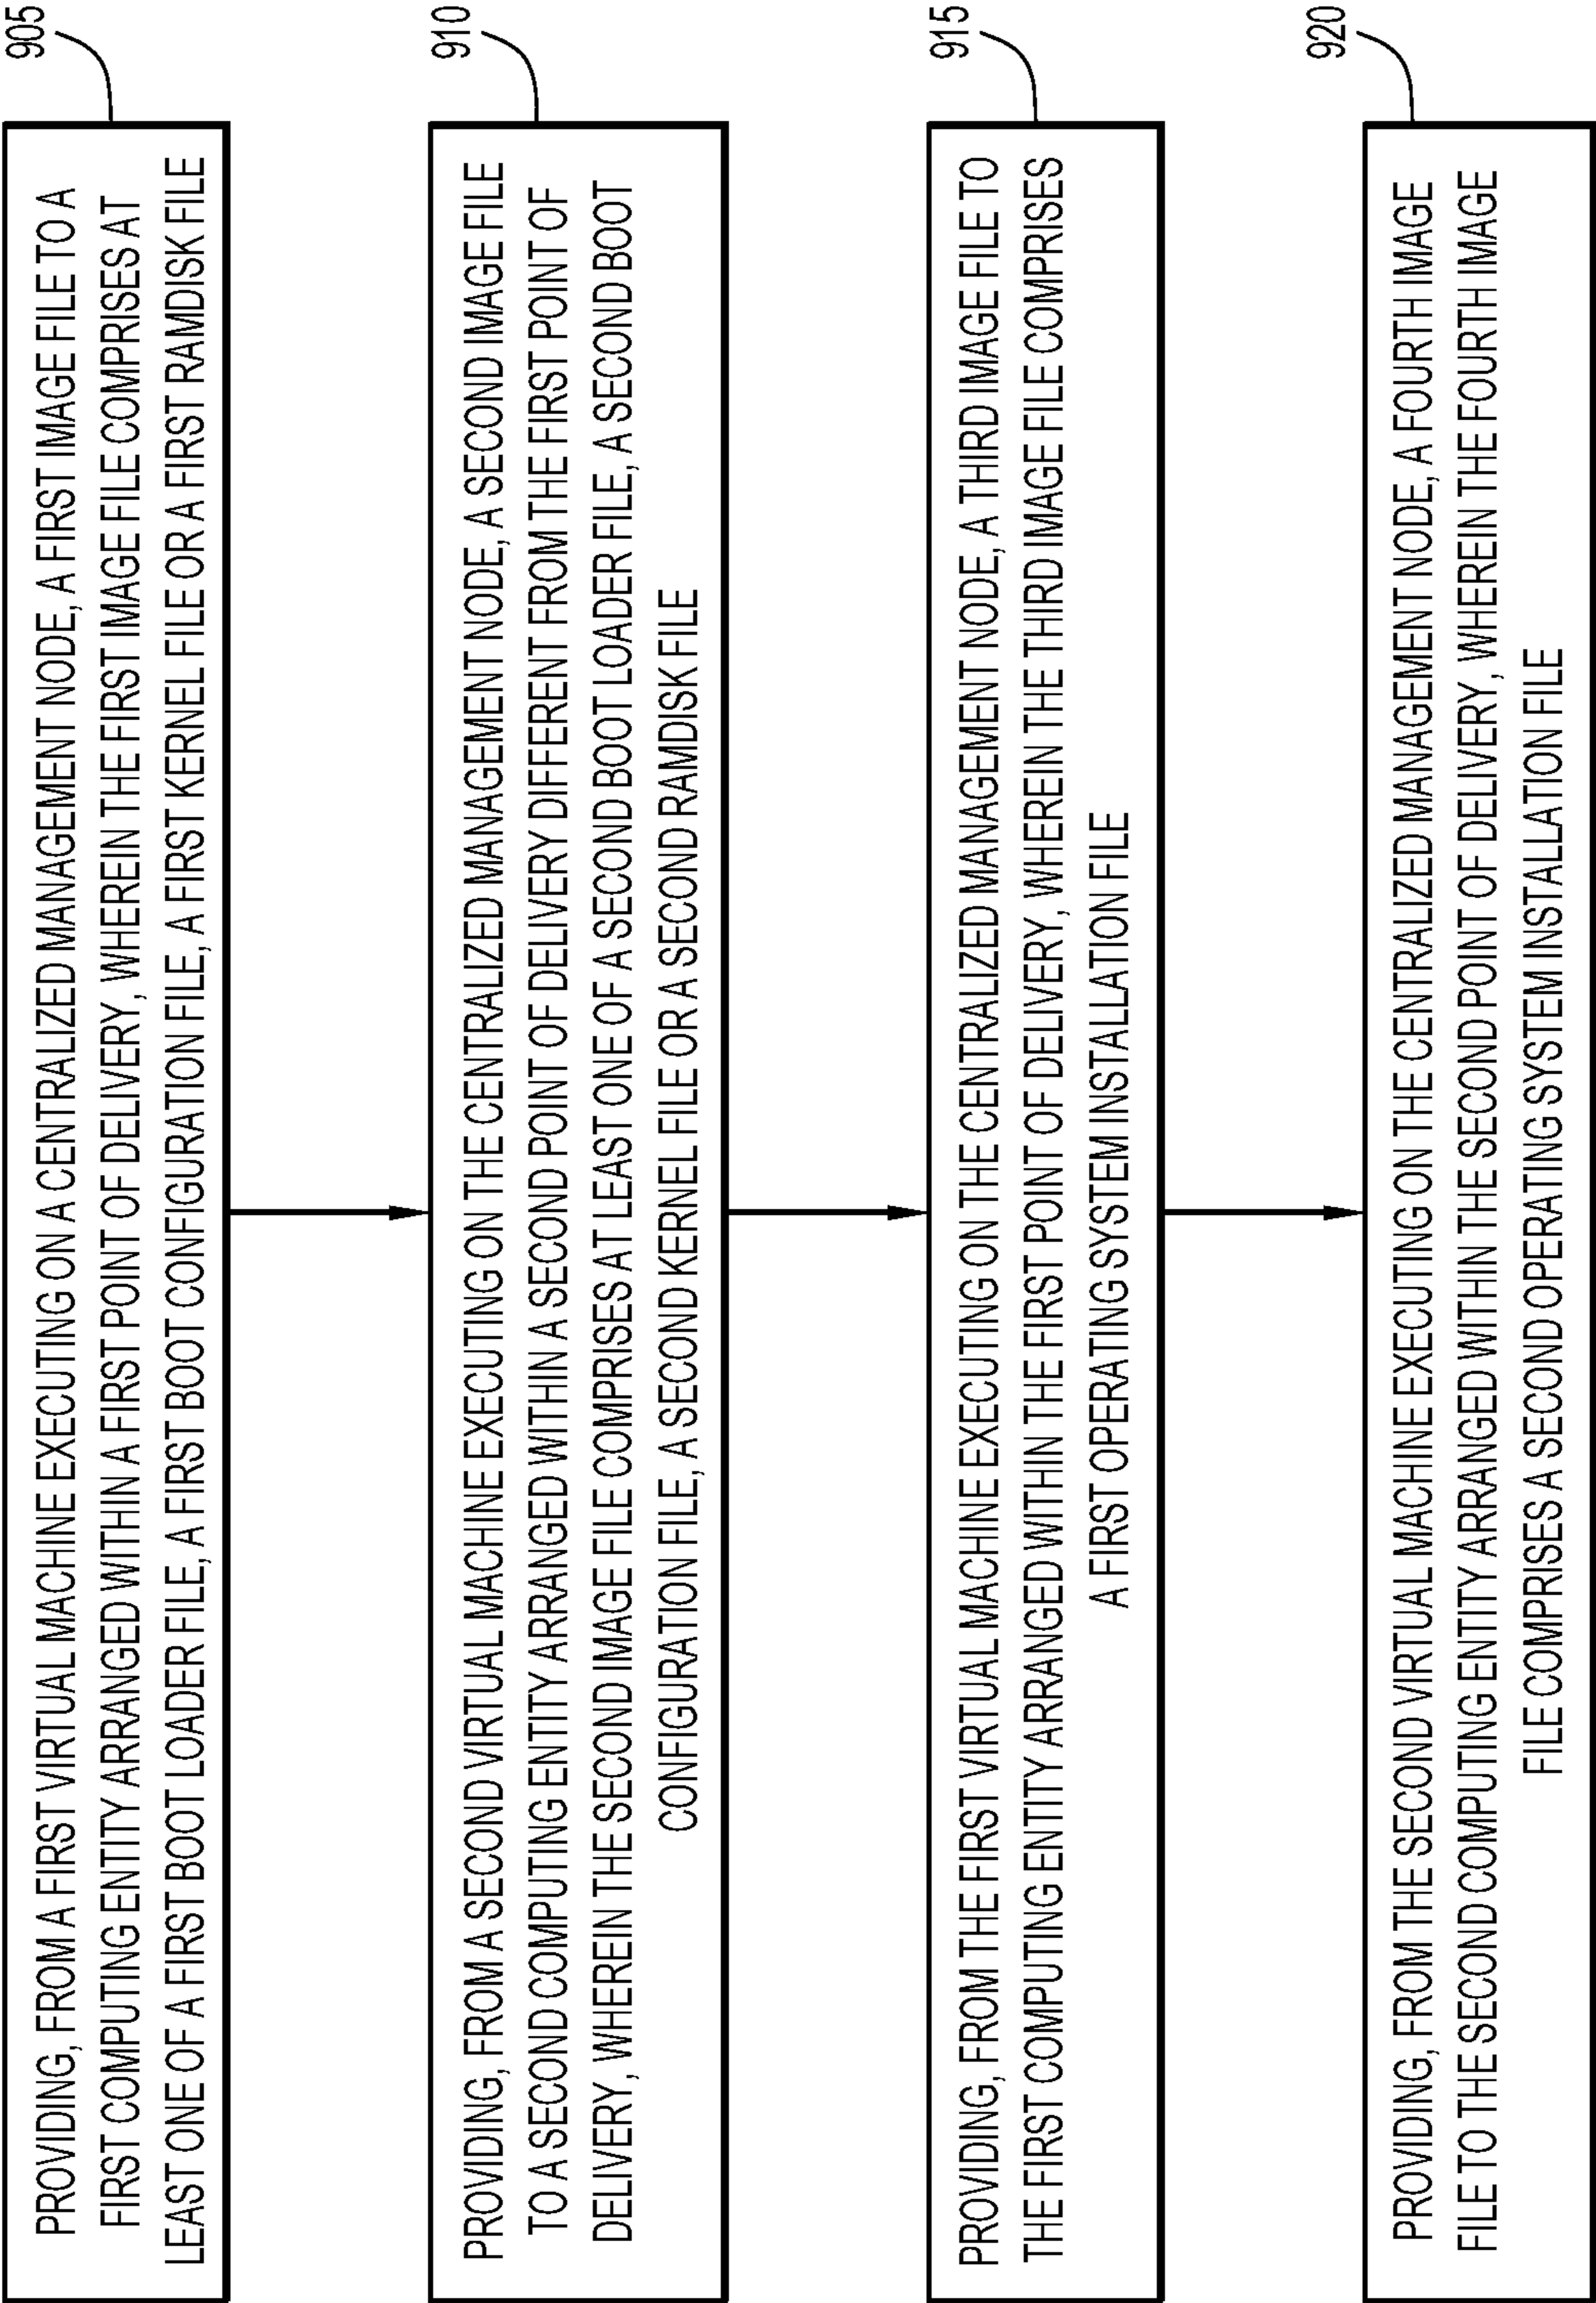 905
PROVIDING, FROM A FIRST VIRTUAL MACHINE EXECUTING ON A CENTRALIZED MANAGEMENT NODE, A FIRST IMAGE FILE TO A
FIRST COMPUTING ENTITY ARRANGED WITHIN A FIRST POINT OF DELIVERY, WHEREIN THE FIRST IMAGE FILE COMPRISES AT
LEAST ONE OF A FIRST BOOT LOADER FILE, A FIRST BOOT CONFIGURATION FILE, A FIRST KERNEL FILE OR A FIRST RAMDISK FILE
910
PROVIDING, FROM A SECOND VIRTUAL MACHINE EXECUTING ON THE CENTRALIZED MANAGEMENT NODE, A SECOND IMAGE FILE
TO A SECOND COMPUTING ENTITY ARRANGED WITHIN A SECOND POINT OF DELIVERY DIFFERENT FROM THE FIRST POINT OF
DELIVERY, WHEREIN THE SECOND IMAGE FILE COMPRISES AT LEAST ONE OF A SECOND BOOT LOADER FILE, A SECOND BOOT
CONFIGURATION FILE, A SECOND KERNEL FILE OR A SECOND RAMDISK FILE
915
PROVIDING, FROM THE FIRST VIRTUAL MACHINE EXECUTING ON THE CENTRALIZED MANAGEMENT NODE, A THIRD IMAGE FILE TO
THE FIRST COMPUTING ENTITY ARRANGED WITHIN THE FIRST POINT OF DELIVERY, WHEREIN THE THIRD IMAGE FILE COMPRISES
A FIRST OPERATING SYSTEM INSTALLATION FILE
920
PROVIDING, FROM THE SECOND VIRTUAL MACHINE EXECUTING ON THE CENTRALIZED MANAGEMENT NODE, A FOURTH IMAGE
FILE TO THE SECOND COMPUTING ENTITY ARRANGED WITHIN THE SECOND POINT OF DELIVERY, WHEREIN THE FOURTH IMAGE
FILE COMPRISES A SECOND OPERATING SYSTEM INSTALLATION FILE